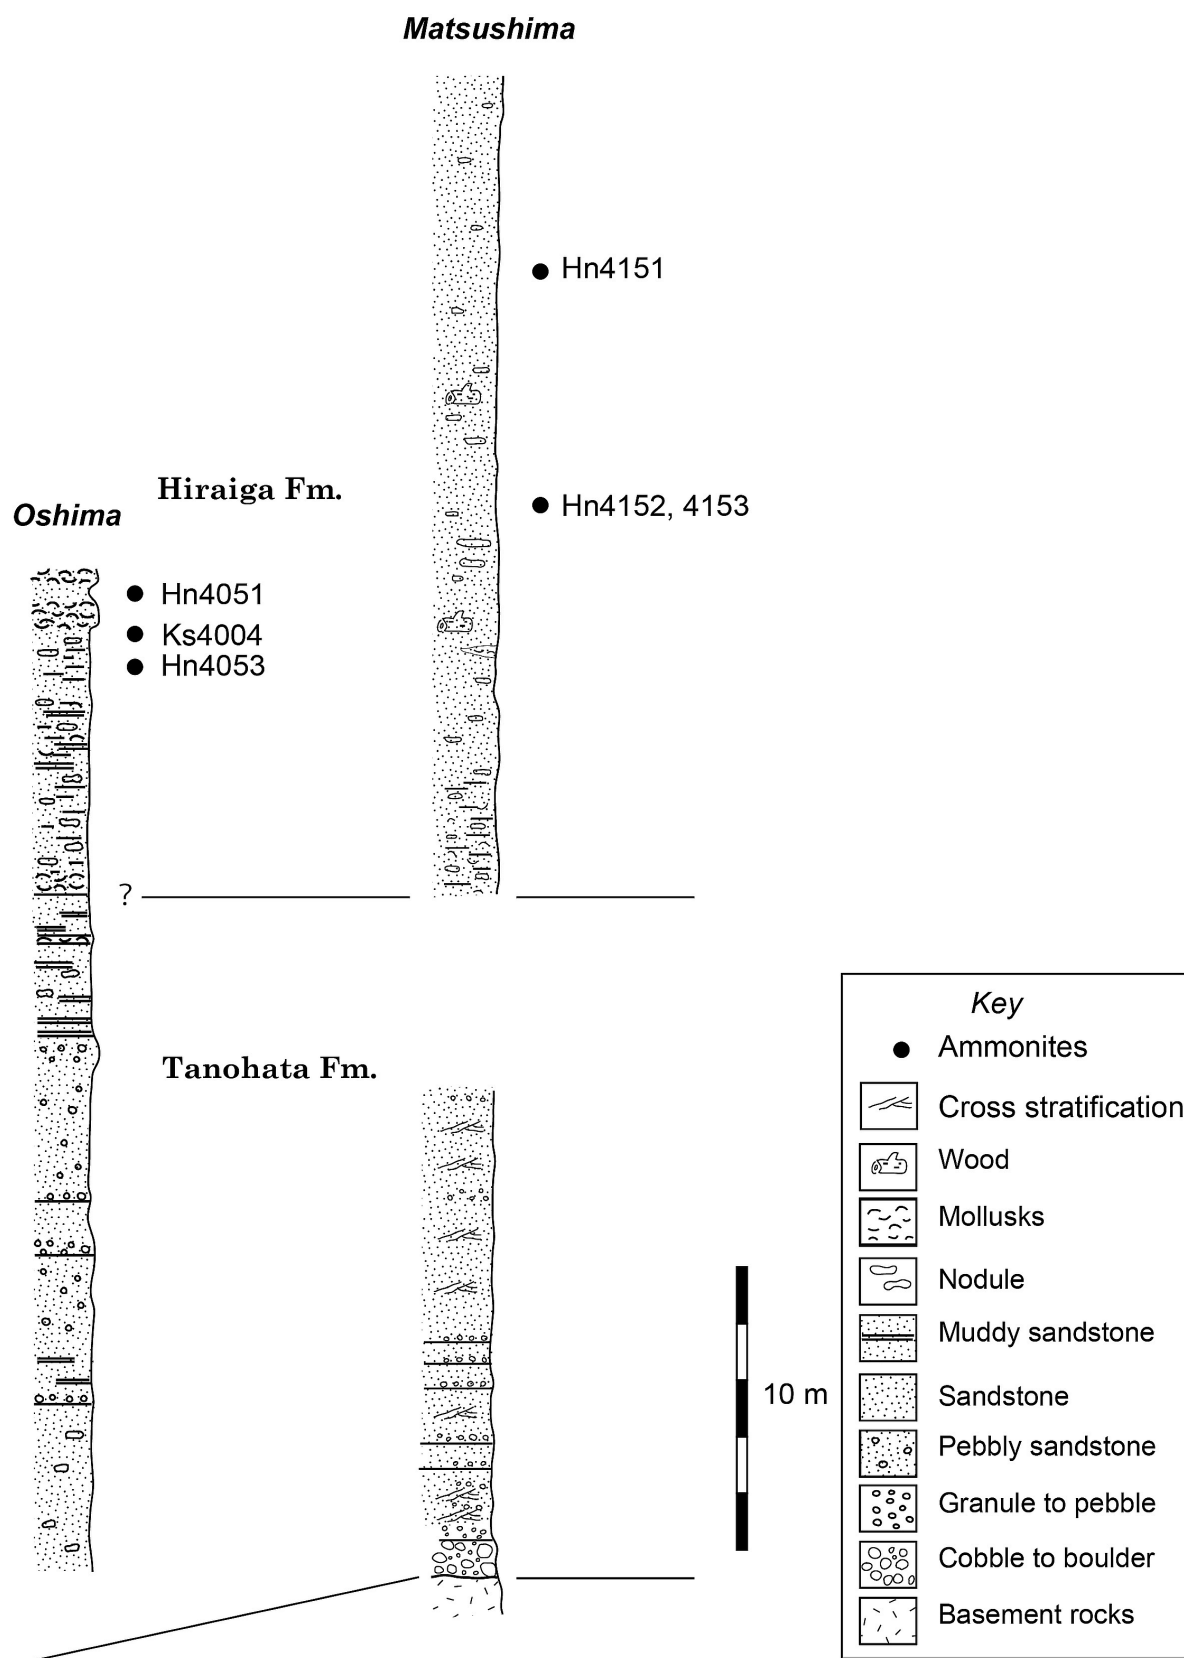 Matsushima
Hn4151
Hiraiga Fm.
Oshima
Hn4152, 4153
Hn4051
Ks4004
Hn4053
?
Tanohata Fm.
10 m
Key
Ammonites
Cross stratification
Wood
Mollusks
Nodule
Muddy sandstone
Sandstone
Pebbly sandstone
Granule to pebble
Cobble to boulder
Basement rocks